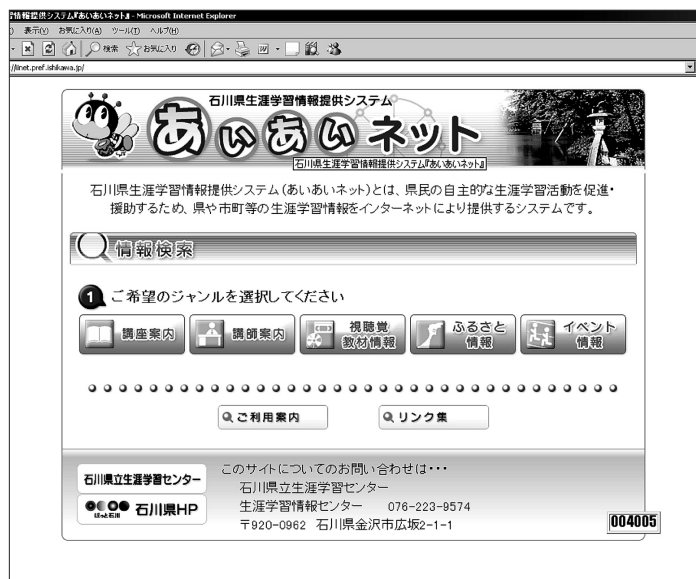 情報提供システム『あいあいネット』 - Microsoft Internet Explorer
表示(V) お気に入り(A) ツール(T) ヘルプ(H)
検索 お気に入り
//iinet.pref.ishikawa.jp/
石川県生涯学習情報提供システム
あいあいネット
石川県生涯学習情報提供システム『あいあいネット』
石川県生涯学習情報提供システム(あいあいネット)とは、県民の自主的な生涯学習活動を促進・
援助するため、県や市町等の生涯学習情報をインターネットにより提供するシステムです。
情報検索
1 ご希望のジャンルを選択してください
講座案内 講師案内 視聴覚教材情報 ふるさと情報 イベント情報
ご利用案内 リンク集
石川県立生涯学習センター
ほっと石川 石川県HP
このサイトについてのお問い合わせは・・・
石川県立生涯学習センター
生涯学習情報センター 076-223-9574
〒920-0962 石川県金沢市広坂2-1-1
004005